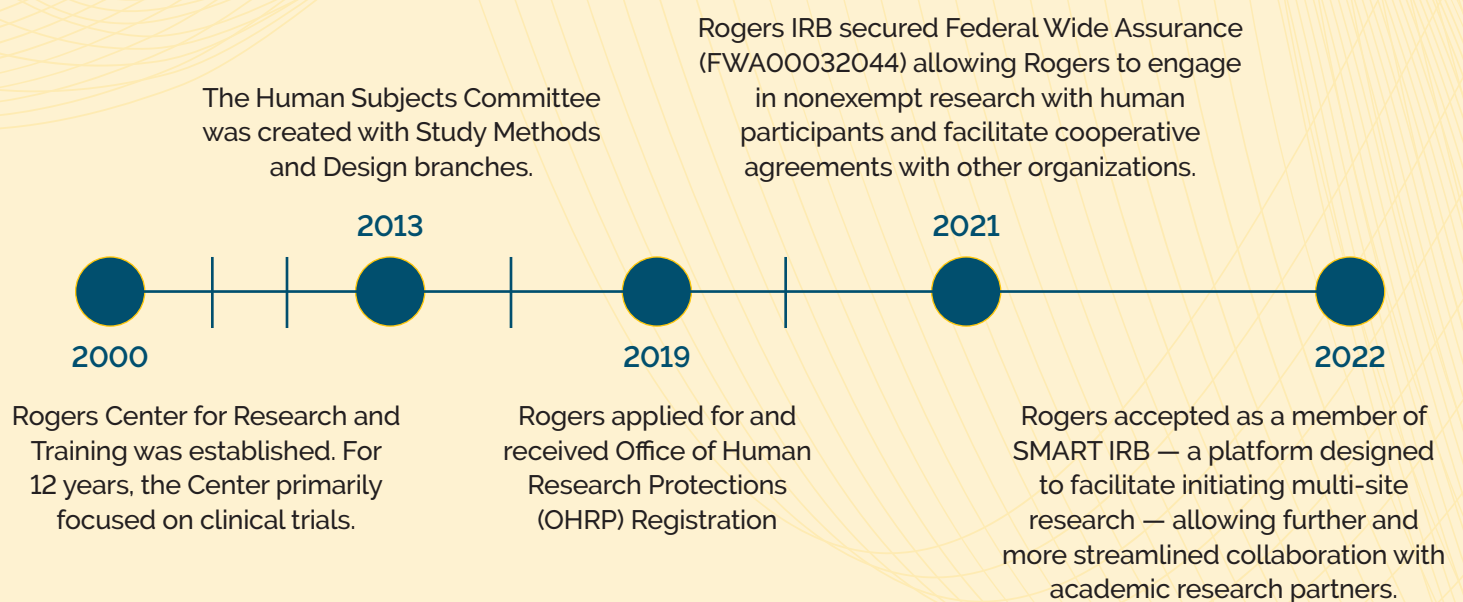 Rogers IRB secured Federal Wide Assurance
(FWA00032044) allowing Rogers to engage
in nonexempt research with human
participants and facilitate cooperative
agreements with other organizations.
The Human Subjects Committee
was created with Study Methods
and Design branches.
2013
2021
2000
2019
2022
Rogers Center for Research and
Training was established. For
12 years, the Center primarily
focused on clinical trials.
Rogers applied for and
received Office of Human
Research Protections
(OHRP) Registration
Rogers accepted as a member of
SMART IRB — a platform designed
to facilitate initiating multi-site
research — allowing further and
more streamlined collaboration with
academic research partners.